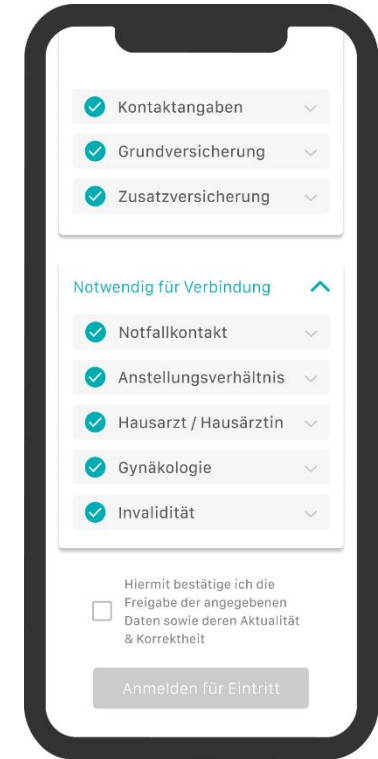 Kontaktangaben
Grundversicherung
Zusatzversicherung
Notwendig für Verbindung
Notfallkontakt
Anstellungsverhältnis
Hausarzt / Hausärztin
Gynäkologie
Invalidität
Hiermit bestätige ich die
Freigabe der angegebenen
Daten sowie deren Aktualität
& Korrektheit
Anmelden für Eintritt